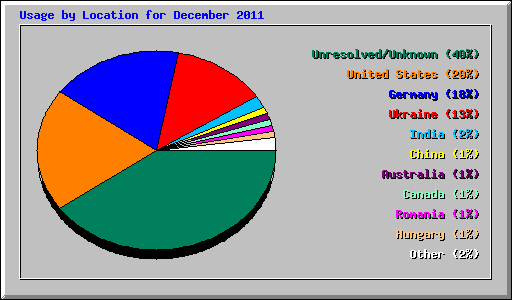 Usage by Location for December 2011
Unresolved/Unknown (40%)
United States (20%)
Germany (18%)
Ukraine (13%)
India (2%)
China (1%)
Australia (1%)
Canada (1%)
Romania (1%)
Hungary (1%)
Other (2%)